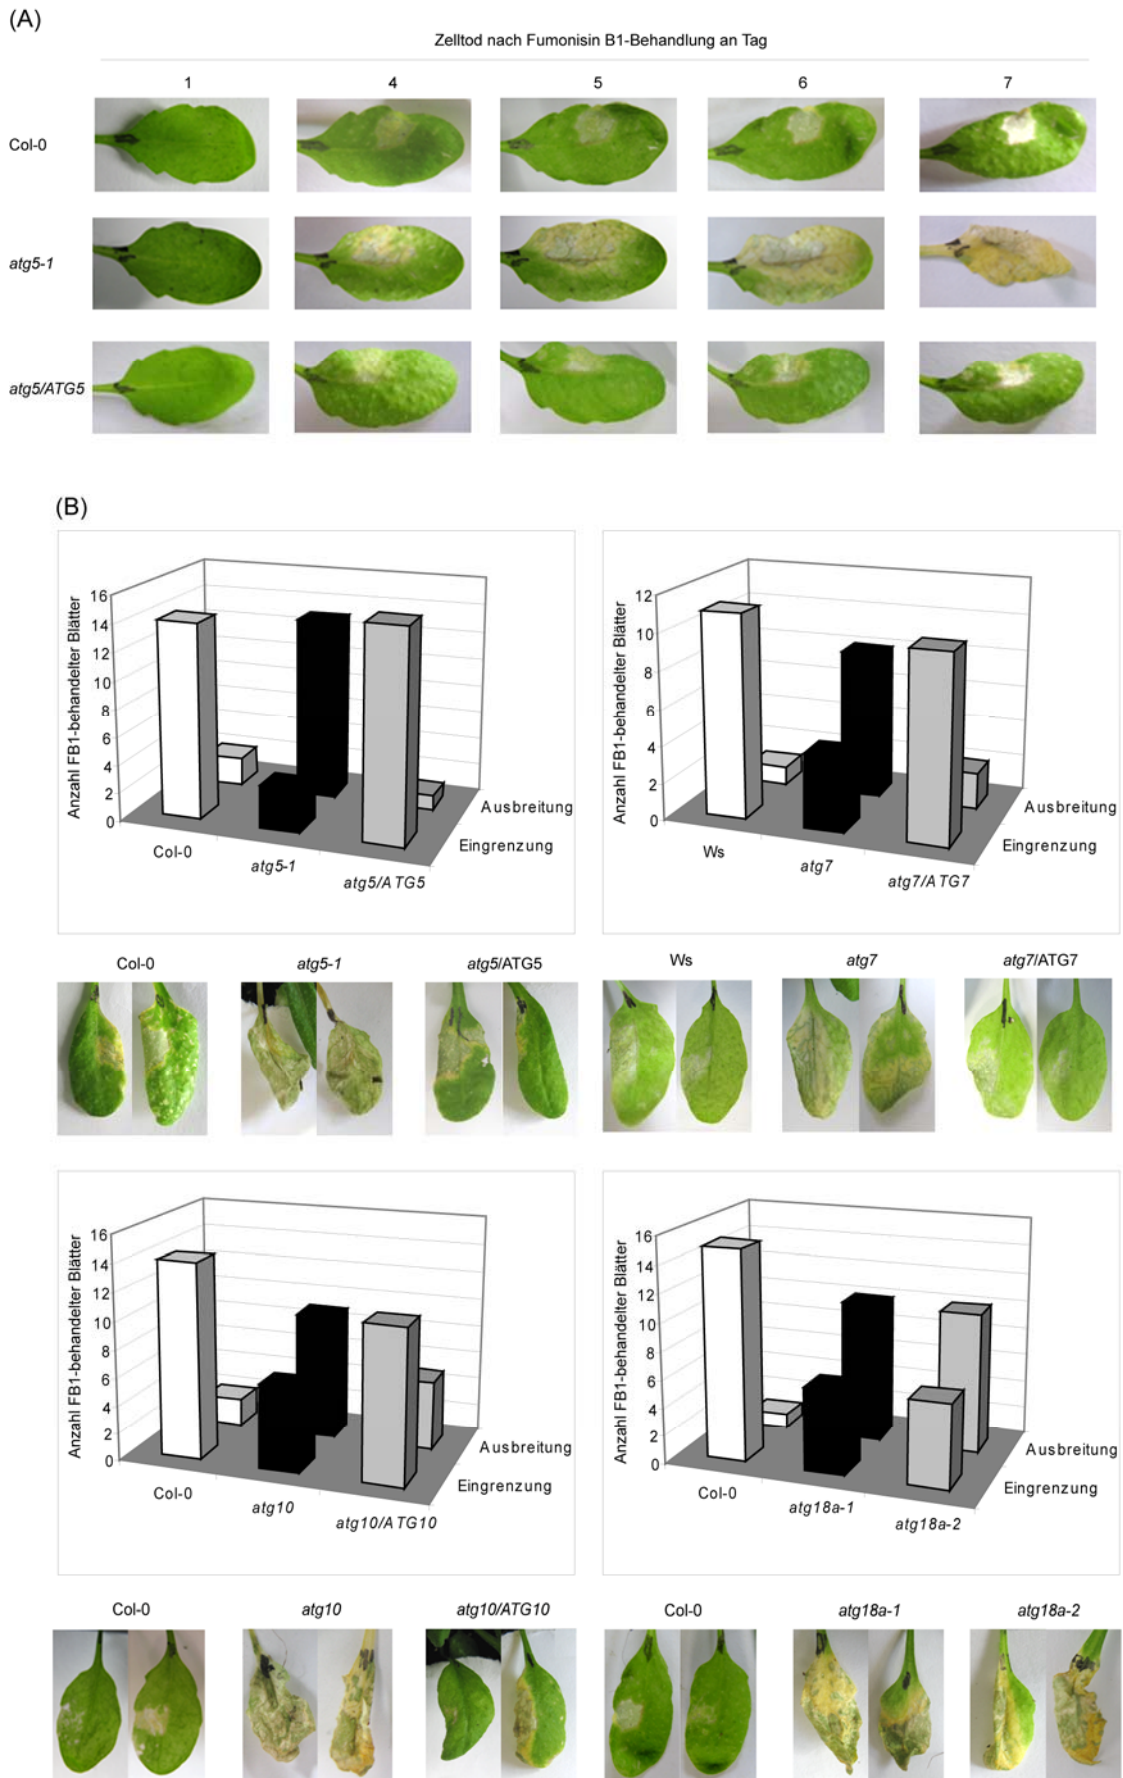 (A)
Zelltod nach Fumonisin B1-Behandlung an Tag
1 4 5 6 7
Col-0
atg5-1
atg5/ATG5
(B)
Anzahl FB1-behandelter Blätter
16
14
12
10
8
6
4
2
0
Col-0
atg5-1
atg5/ATG5
Ausbreitung
Eingrenzung
Anzahl FB1-behandelter Blätter
12
10
8
6
4
2
0
Ws
atg7
atg7/ATG7
Ausbreitung
Eingrenzung
Col-0 atg5-1 atg5/ATG5 Ws atg7 atg7/ATG7
Anzahl FB1-behandelter Blätter
16
14
12
10
8
6
4
2
0
Col-0
atg10
atg10/ATG10
Ausbreitung
Eingrenzung
Anzahl FB1-behandelter Blätter
16
14
12
10
8
6
4
2
0
Col-0
atg18a-1
atg18a-2
Ausbreitung
Eingrenzung
Col-0 atg10 atg10/ATG10 Col-0 atg18a-1 atg18a-2